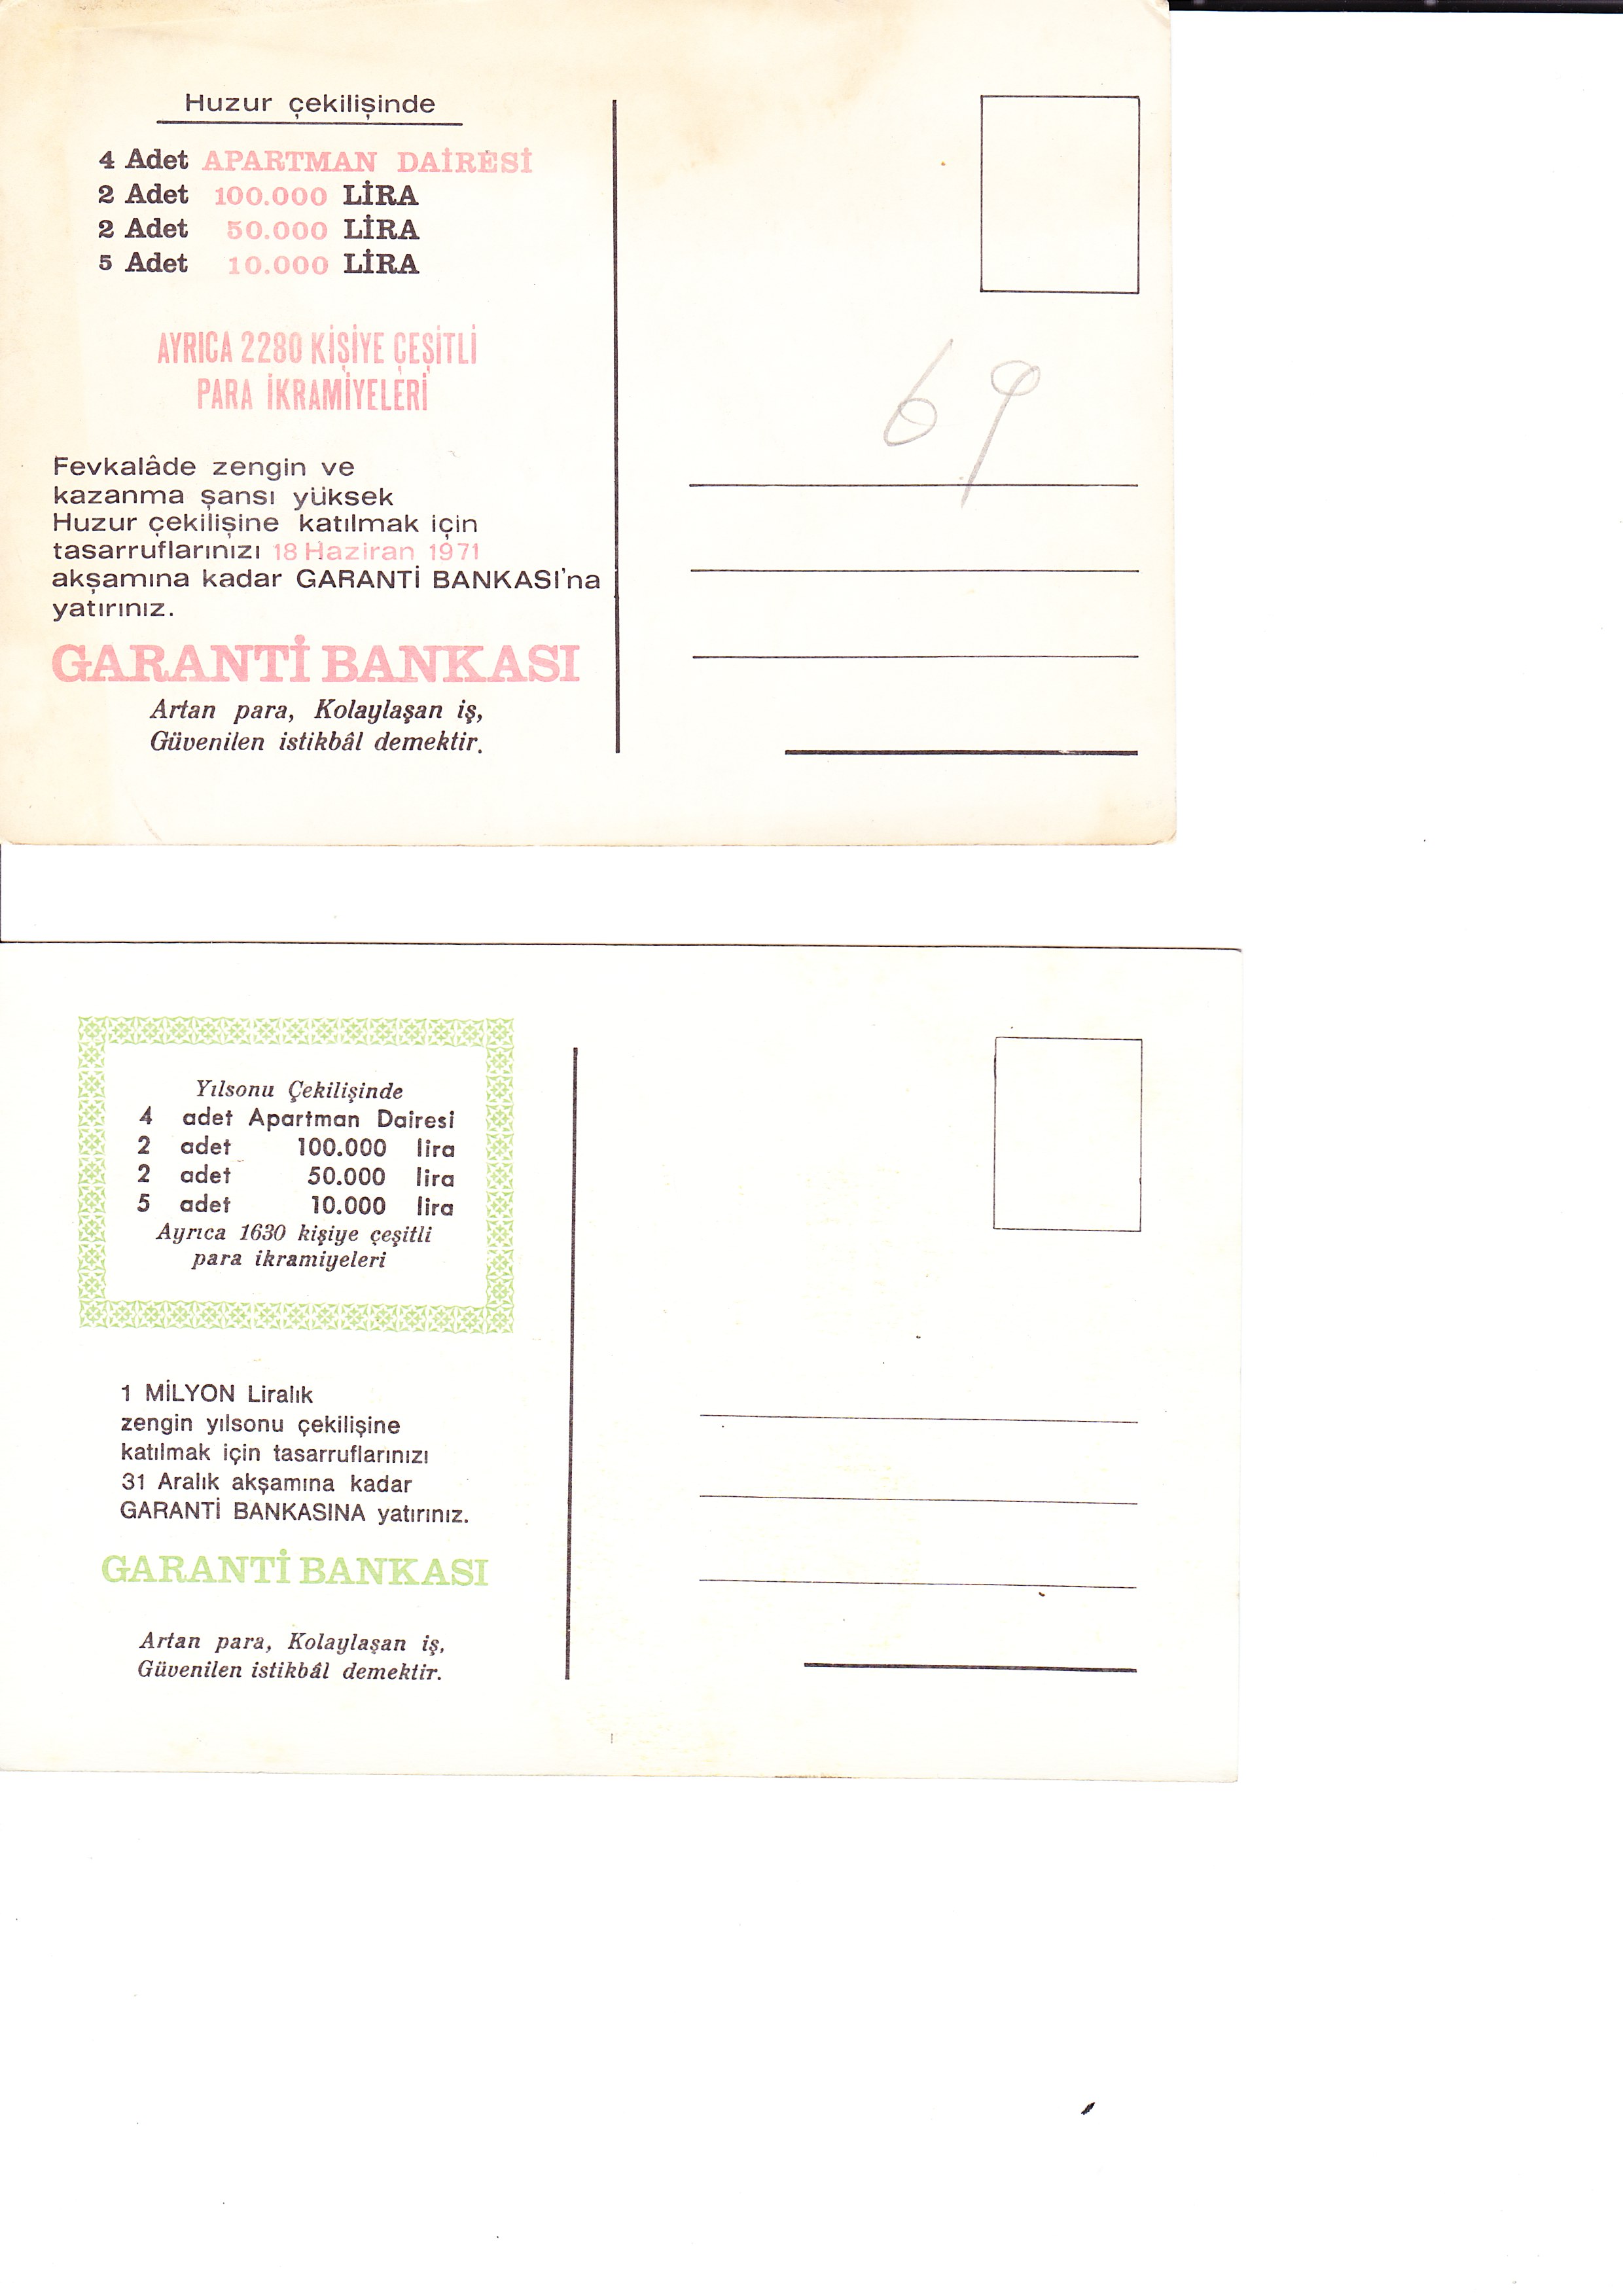 Huzur çekilişinde
4 Adet APARTMAN DAİRESİ
2 Adet 100.000 LİRA
2 Adet 50.000 LİRA
5 Adet 10.000 LİRA
AYRICA 2280 KİŞİYE ÇEŞİTLİ
PARA İKRAMİYELERİ
Fevkalâde zengin ve
kazanma şansı yüksek
Huzur çekilişine katılmak için
tasarruflarınızı 18 Haziran 1971
akşamına kadar GARANTİ BANKASI'na
yatırınız.
GARANTİ BANKASI
Artan para, Kolaylaşan iş,
Güvenilen istikbâl demektir.
69
Yılsonu Çekilişinde
4 adet Apartman Dairesi
2 adet 100.000 lira
2 adet 50.000 lira
5 adet 10.000 lira
Ayrıca 1630 kişiye çeşitli
para ikramiyeleri
1 MİLYON Liralık
zengin yılsonu çekilişine
katılmak için tasarruflarınızı
31 Aralık akşamına kadar
GARANTİ BANKASINA yatırınız.
GARANTİ BANKASI
Artan para, Kolaylaşan iş,
Güvenilen istikbâl demektir.